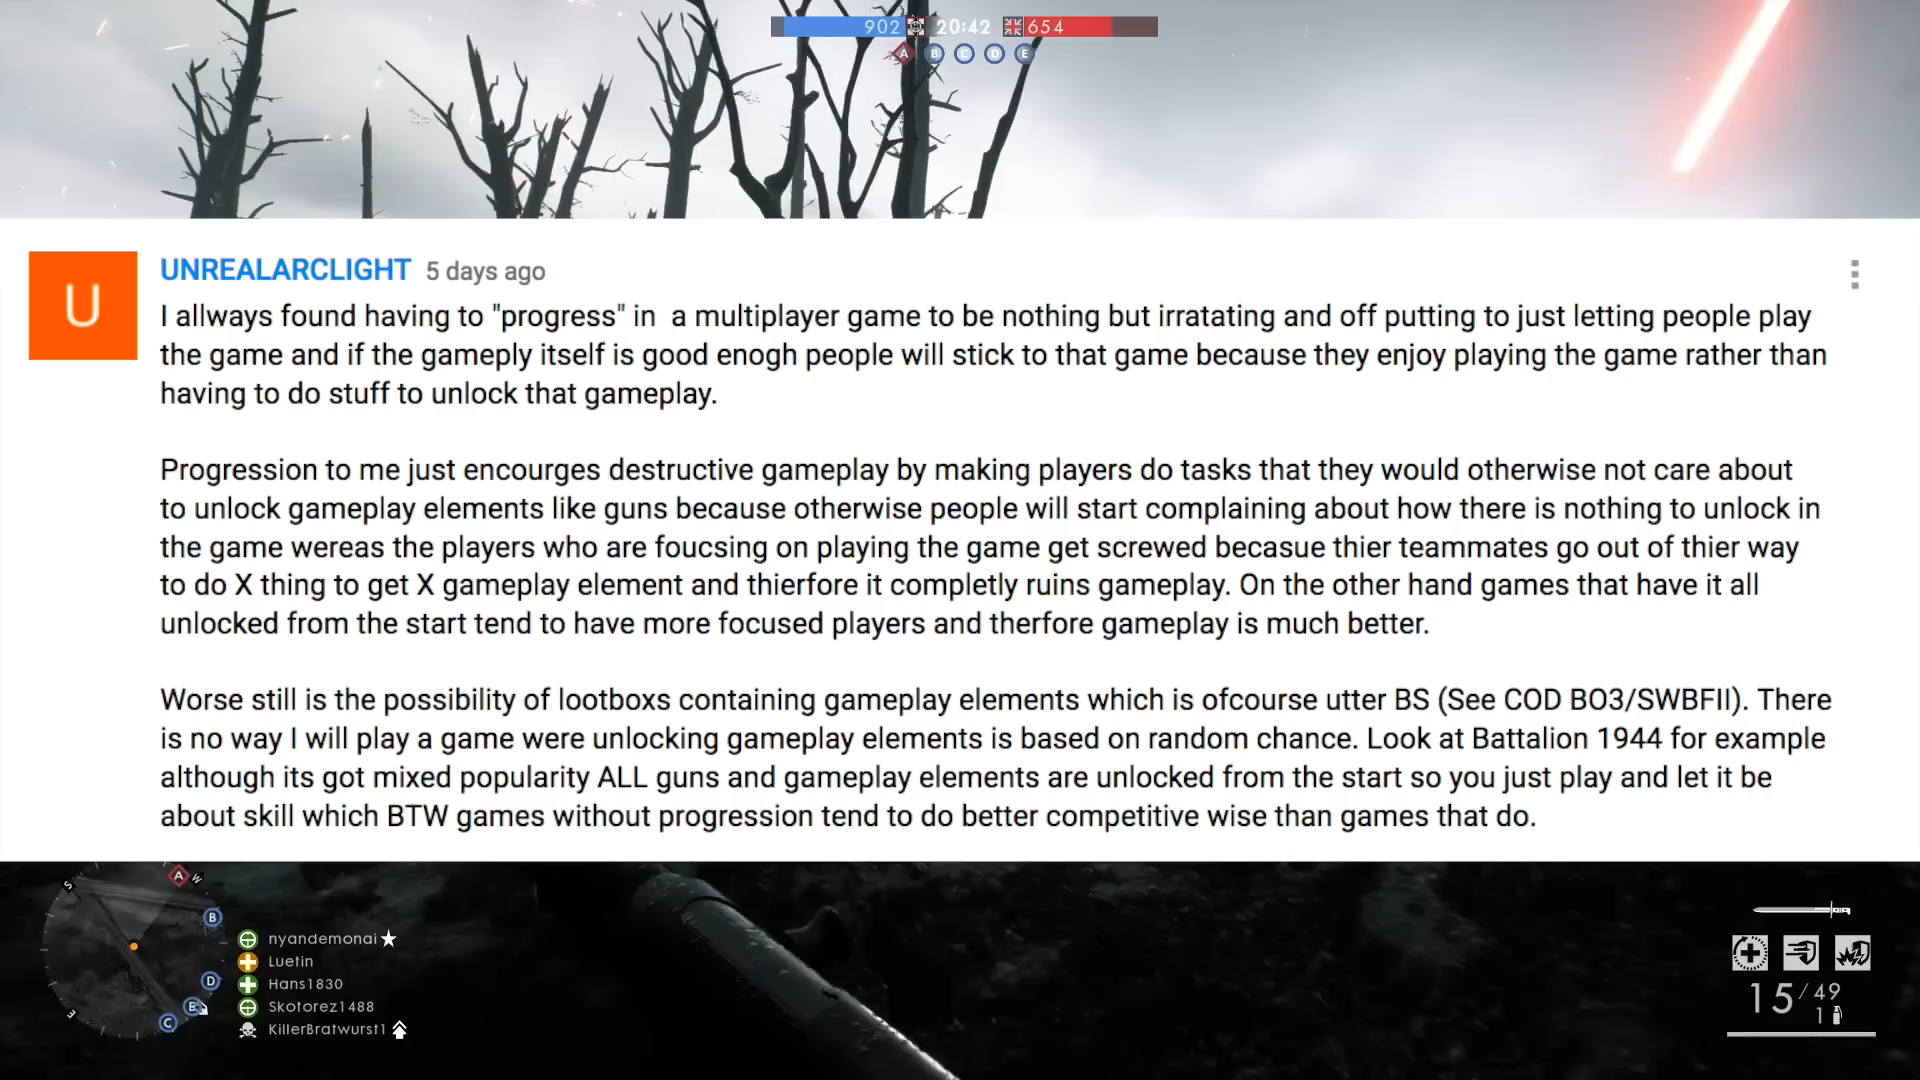 902 20:42 654
A B C D E
U
UNREALARCLIGHT 5 days ago
I allways found having to "progress" in  a multiplayer game to be nothing but irratating and off putting to just letting people play
the game and if the gameply itself is good enogh people will stick to that game because they enjoy playing the game rather than
having to do stuff to unlock that gameplay.
Progression to me just encourges destructive gameplay by making players do tasks that they would otherwise not care about
to unlock gameplay elements like guns because otherwise people will start complaining about how there is nothing to unlock in
the game wereas the players who are foucsing on playing the game get screwed becasue thier teammates go out of thier way
to do X thing to get X gameplay element and thierfore it completly ruins gameplay. On the other hand games that have it all
unlocked from the start tend to have more focused players and therfore gameplay is much better.
Worse still is the possibility of lootboxs containing gameplay elements which is ofcourse utter BS (See COD BO3/SWBFII). There
is no way I will play a game were unlocking gameplay elements is based on random chance. Look at Battalion 1944 for example
although its got mixed popularity ALL guns and gameplay elements are unlocked from the start so you just play and let it be
about skill which BTW games without progression tend to do better competitive wise than games that do.
S A W
B
D
E
E C
nyandemonai
Luetin
Hans1830
Skotorez1488
KillerBratwurst1
15/49
1